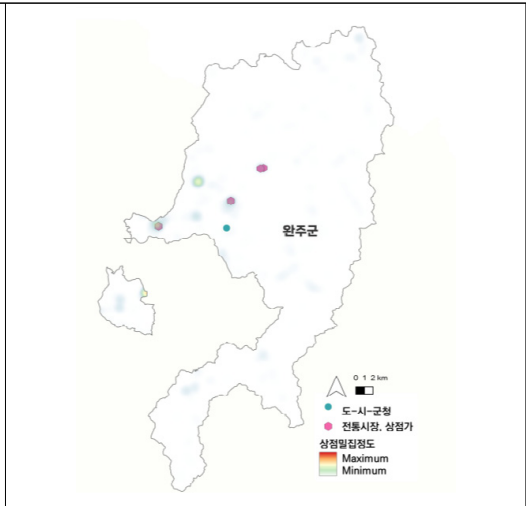 완주군
0 1 2 km
도-시-군청
전통시장, 상점가
상점밀집정도
Maximum
Minimum